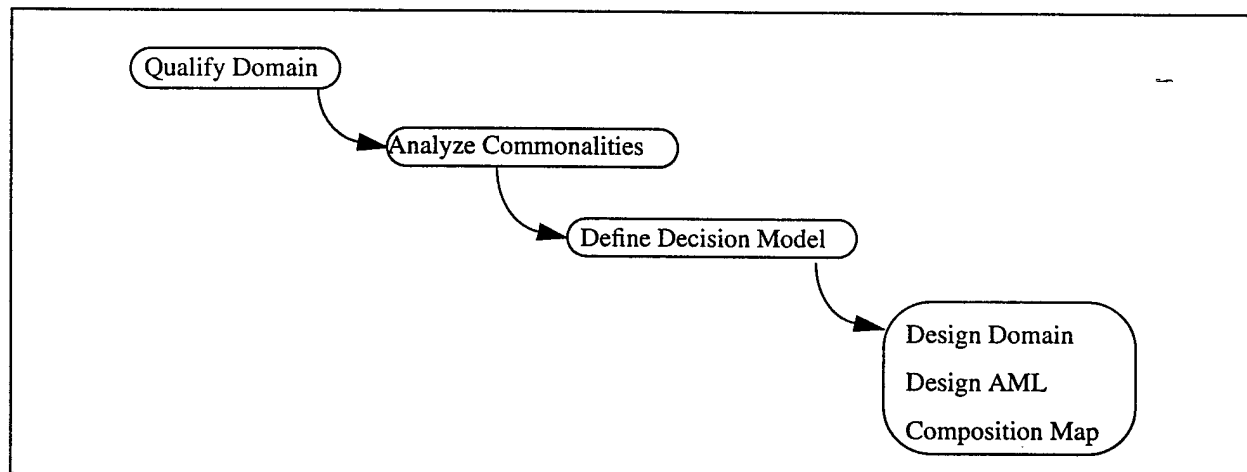 Qualify Domain
Analyze Commonalities
Define Decision Model
Design Domain
Design AML
Composition Map